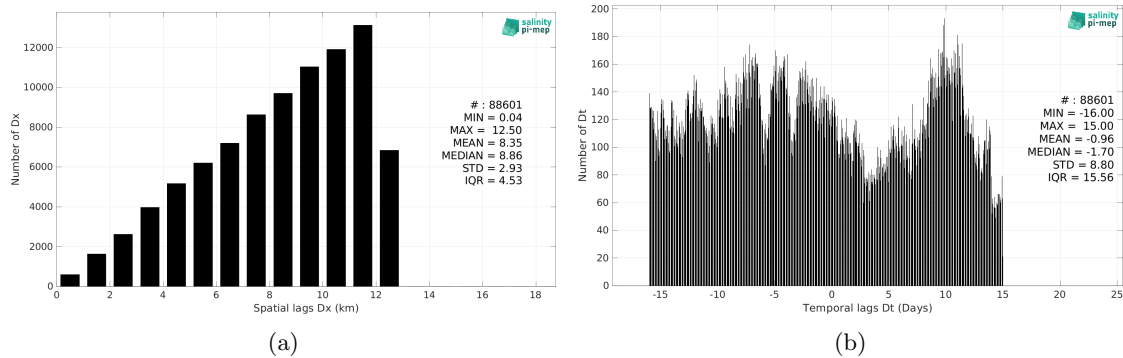 12000
10000
8000
6000
4000
2000
0
Number of Dx
0 2 4 6 8 10 12 14 16 18
Spatial lags Dx (km)
salinity
pi-mep
# : 88601
MIN = 0.04
MAX = 12.50
MEAN = 8.35
MEDIAN = 8.86
STD = 2.93
IQR = 4.53
(a)
200
180
160
140
120
100
80
60
40
20
0
Number of Dt
-15 -10 -5 0 5 10 15 20 25
Temporal lags Dt (Days)
salinity
pi-mep
# : 88601
MIN = -16.00
MAX = 15.00
MEAN = -0.96
MEDIAN = -1.70
STD = 8.80
IQR = 15.56
(b)